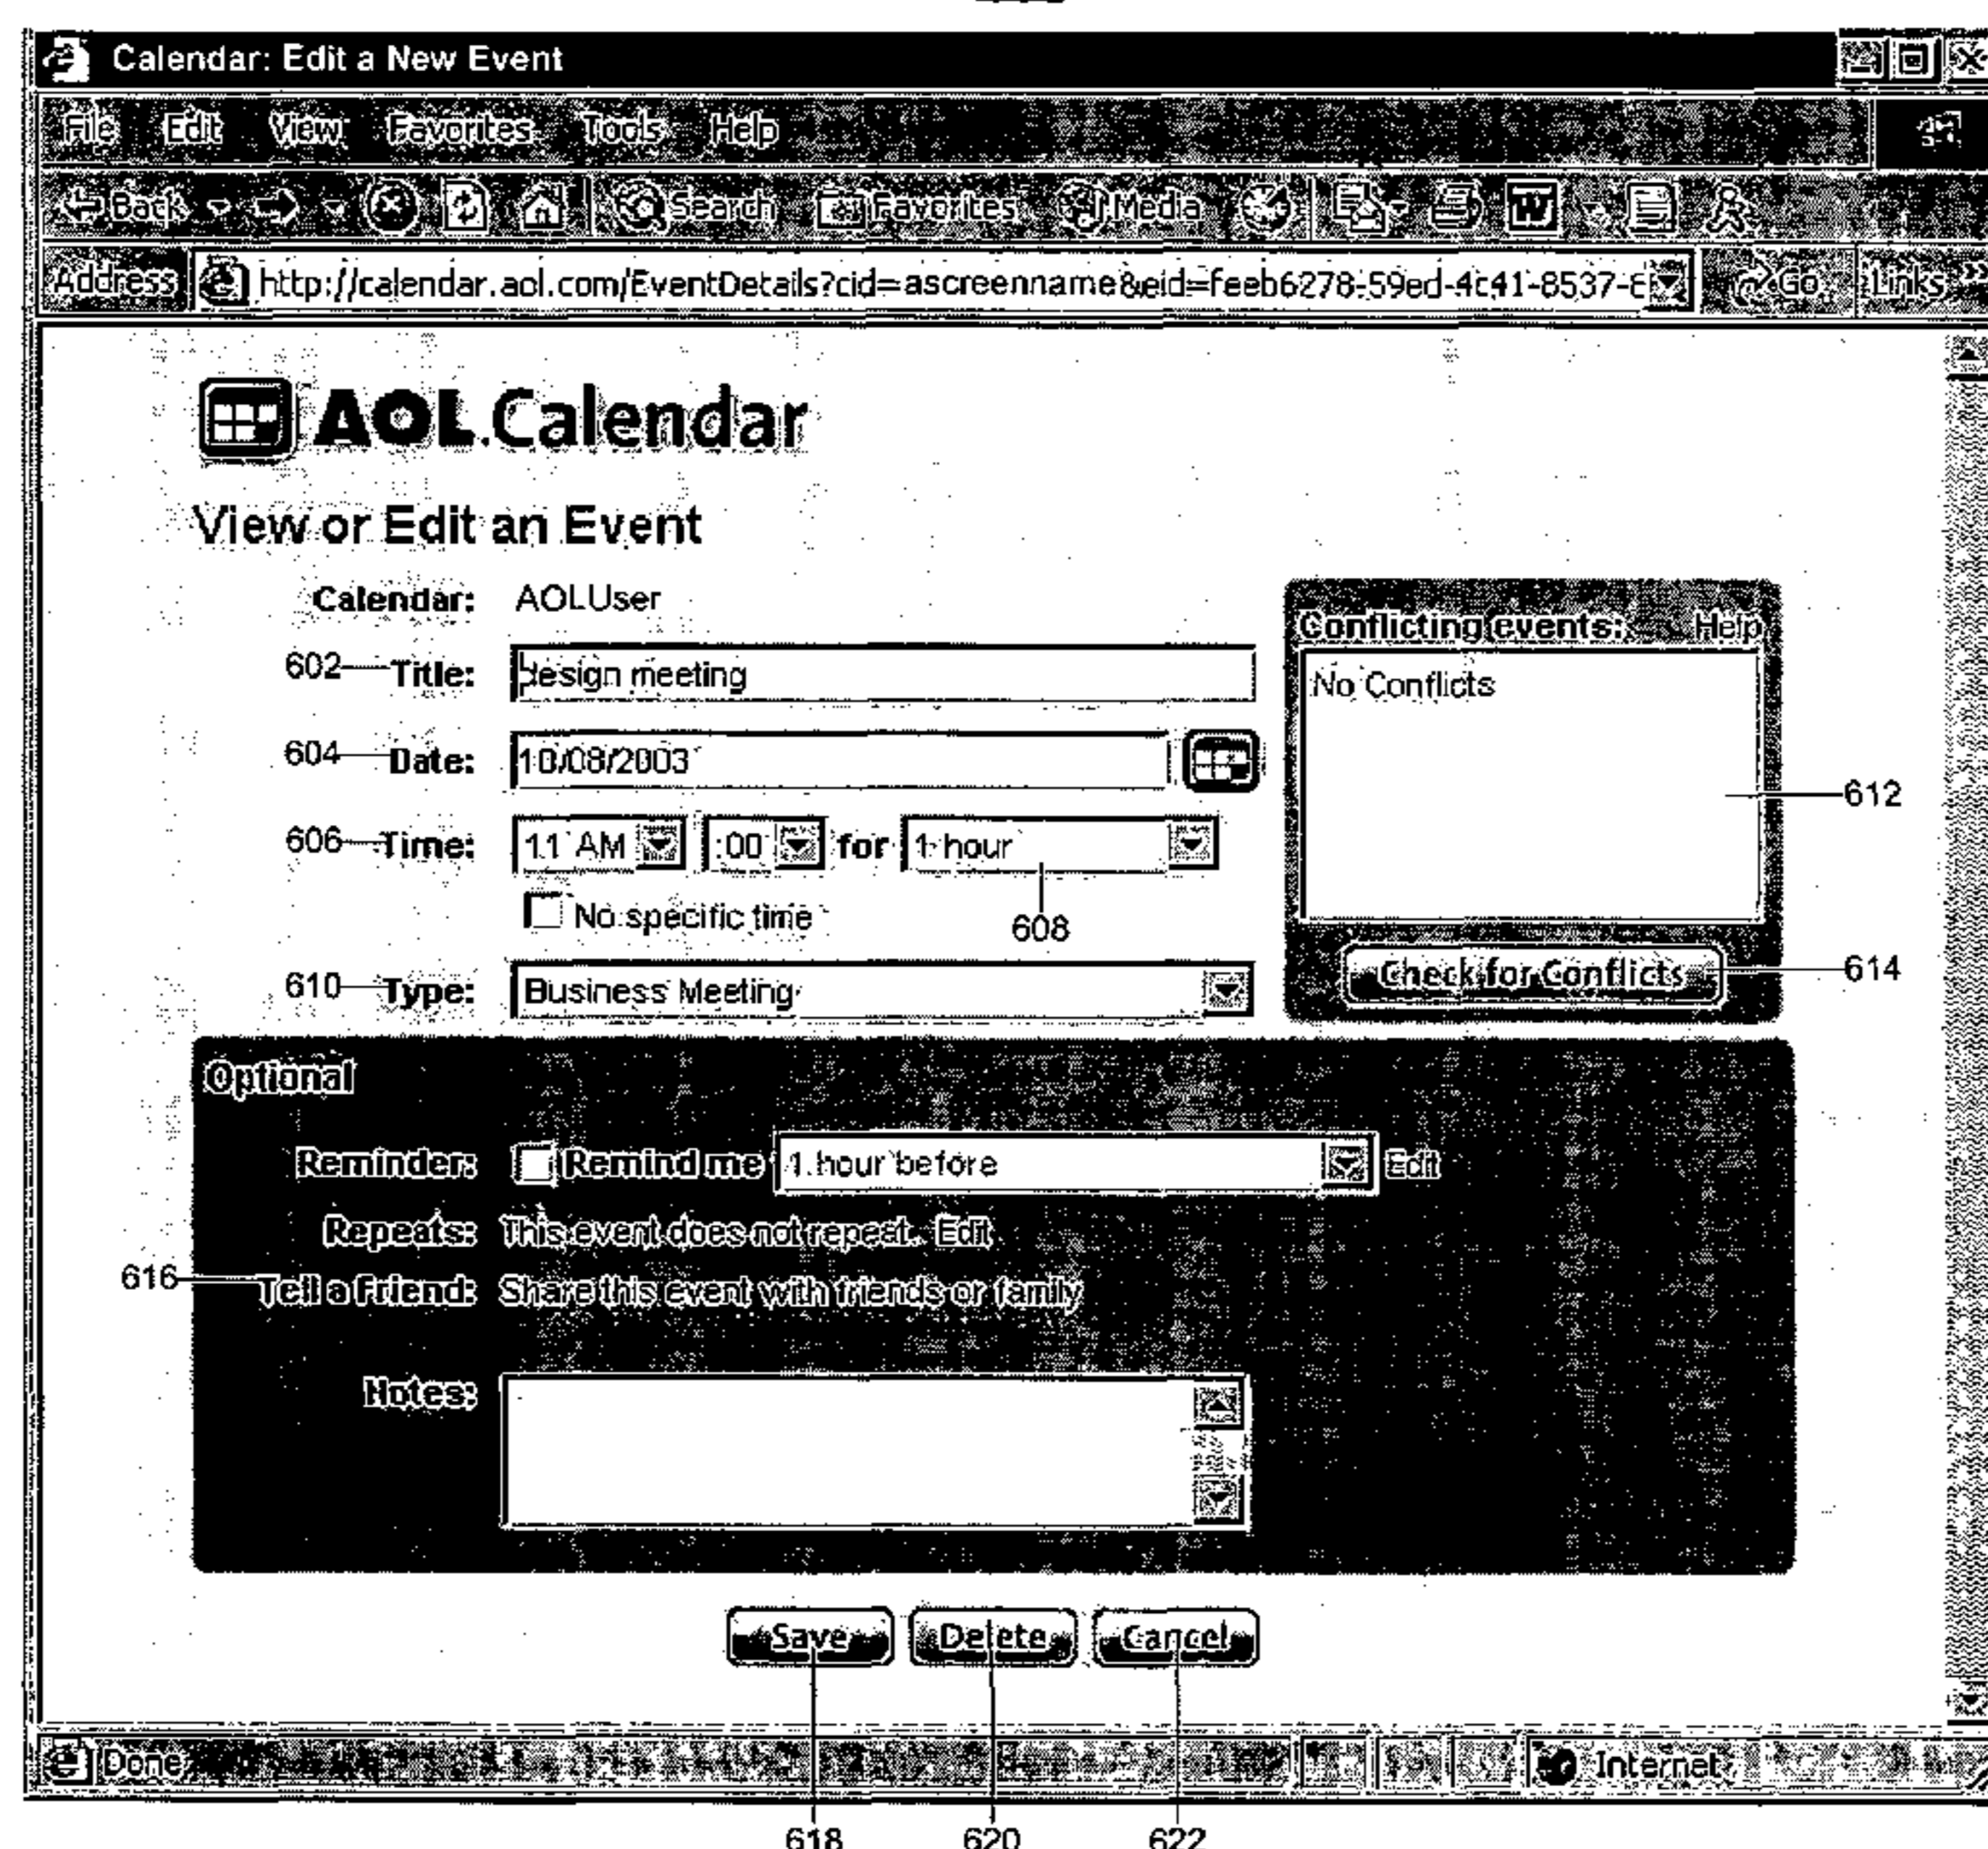 Calendar: Edit a New Event
File Edit View Favorites Tools Help
Back Search Favorites Media
Address http://calendar.aol.com/EventDetails?cid=ascreenname&eid=feeb6278-59ed-4c41-8537- Go Links »
AOL Calendar
View or Edit an Event
Calendar: AOLUser
Conflicting events: Help
602 Title: design meeting
No Conflicts
604 Date: 10/08/2003
612
606 Time: 11 AM :00 for 1 hour
No specific time
608
614
Check for Conflicts
610 Type: Business Meeting
Optional
Reminder: Remind me 1 hour before Edit
Repeats: This event does not repeat. Edit
616 Tell a Friend: Share this event with friends or family
Notes:
Save Delete Cancel
Done Internet
618 620 622